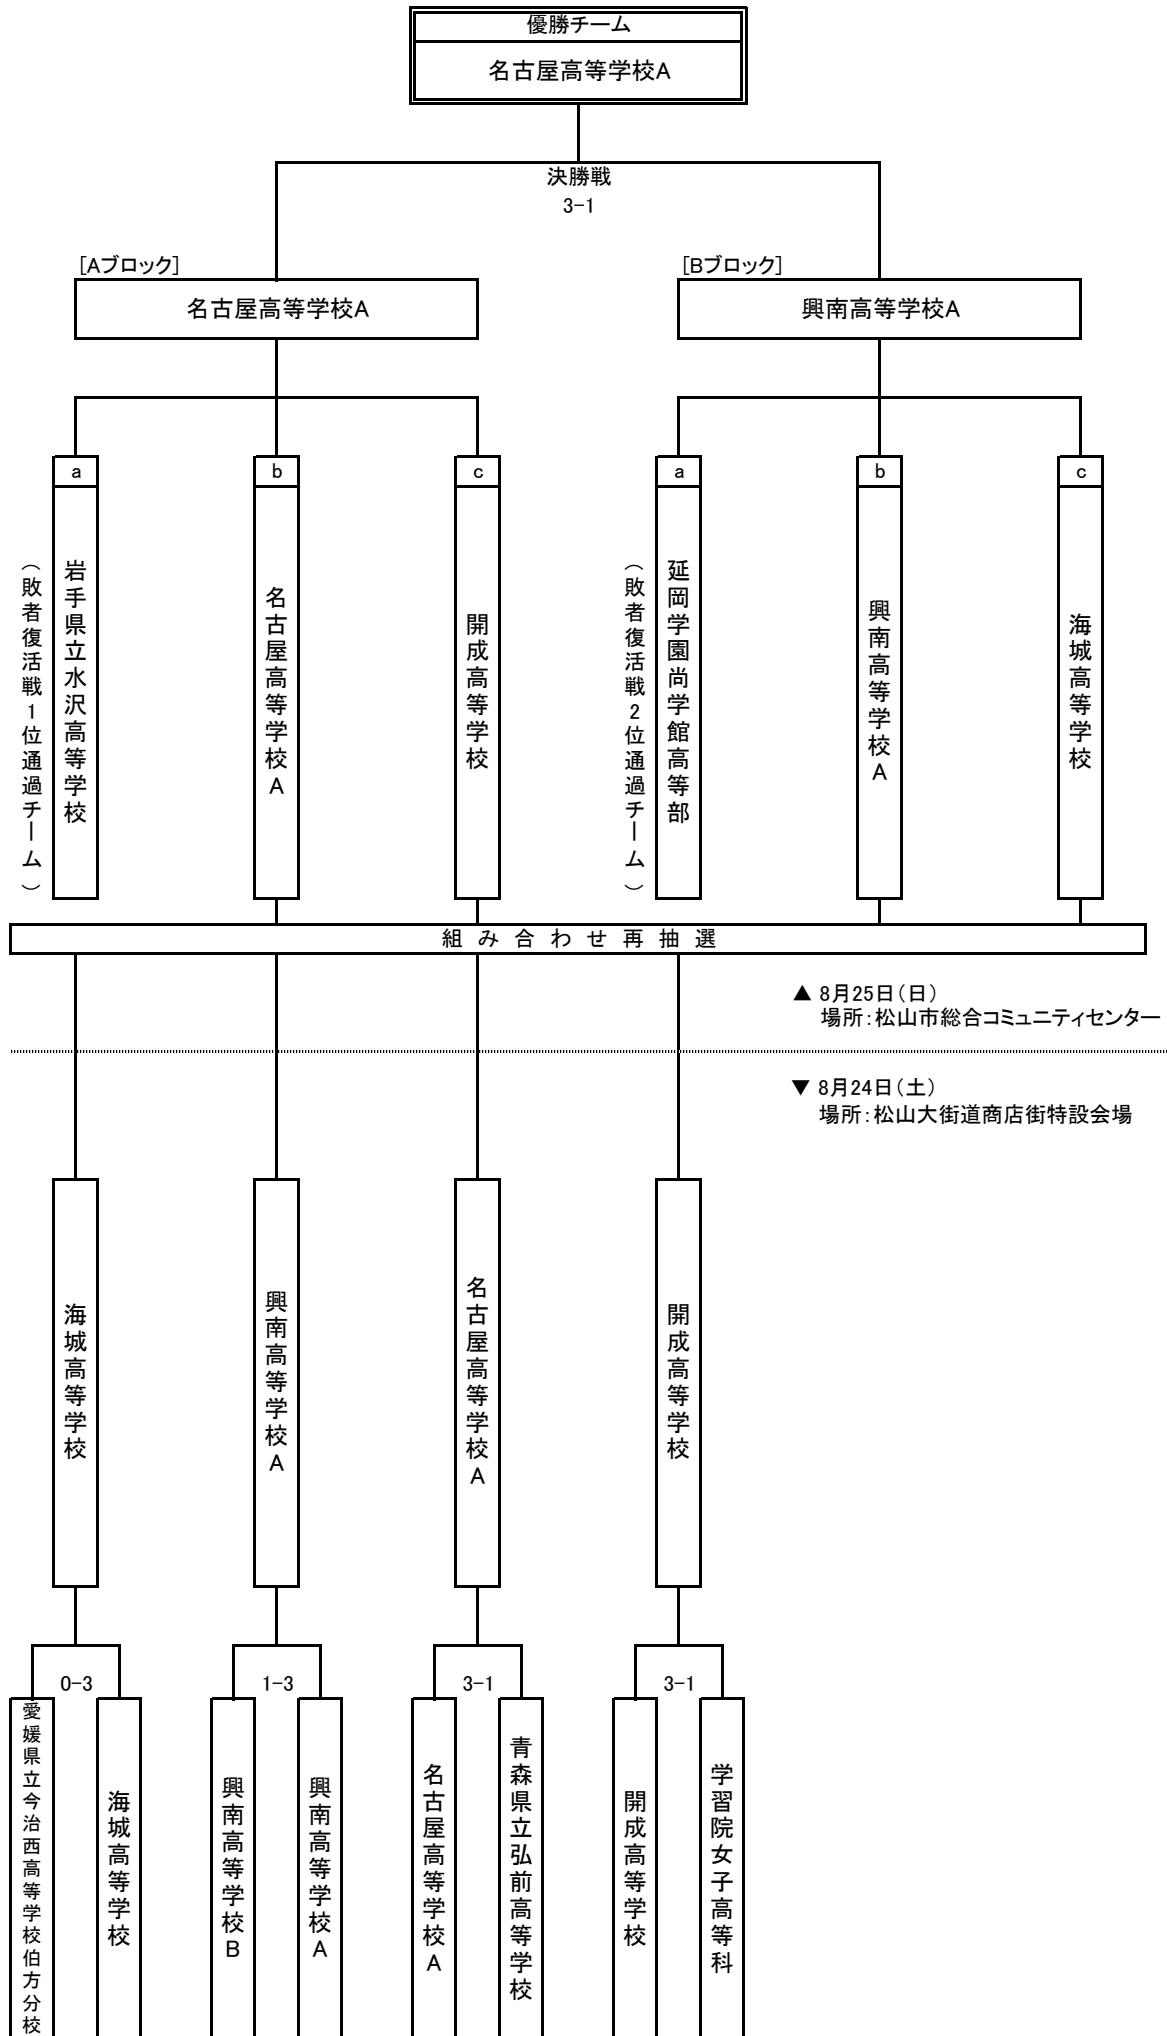 優勝チーム
名古屋高等学校A
決勝戦
3-1
[Aブロック]
名古屋高等学校A
[Bブロック]
興南高等学校A
a
b
c
a
b
c
（敗者復活戦1位通過チーム）
岩手県立水沢高等学校
名古屋高等学校A
開成高等学校
（敗者復活戦2位通過チーム）
延岡学園尚学館高等部
興南高等学校A
海城高等学校
組み合わせ再抽選
▲ 8月25日（日）
場所：松山市総合コミュニティセンター
▼ 8月24日（土）
場所：松山大街道商店街特設会場
海城高等学校
興南高等学校A
名古屋高等学校A
開成高等学校
0-3
1-3
3-1
3-1
愛媛県立今治西高等学校伯方分校
海城高等学校
興南高等学校B
興南高等学校A
名古屋高等学校A
青森県立弘前高等学校
開成高等学校
学習院女子高等科